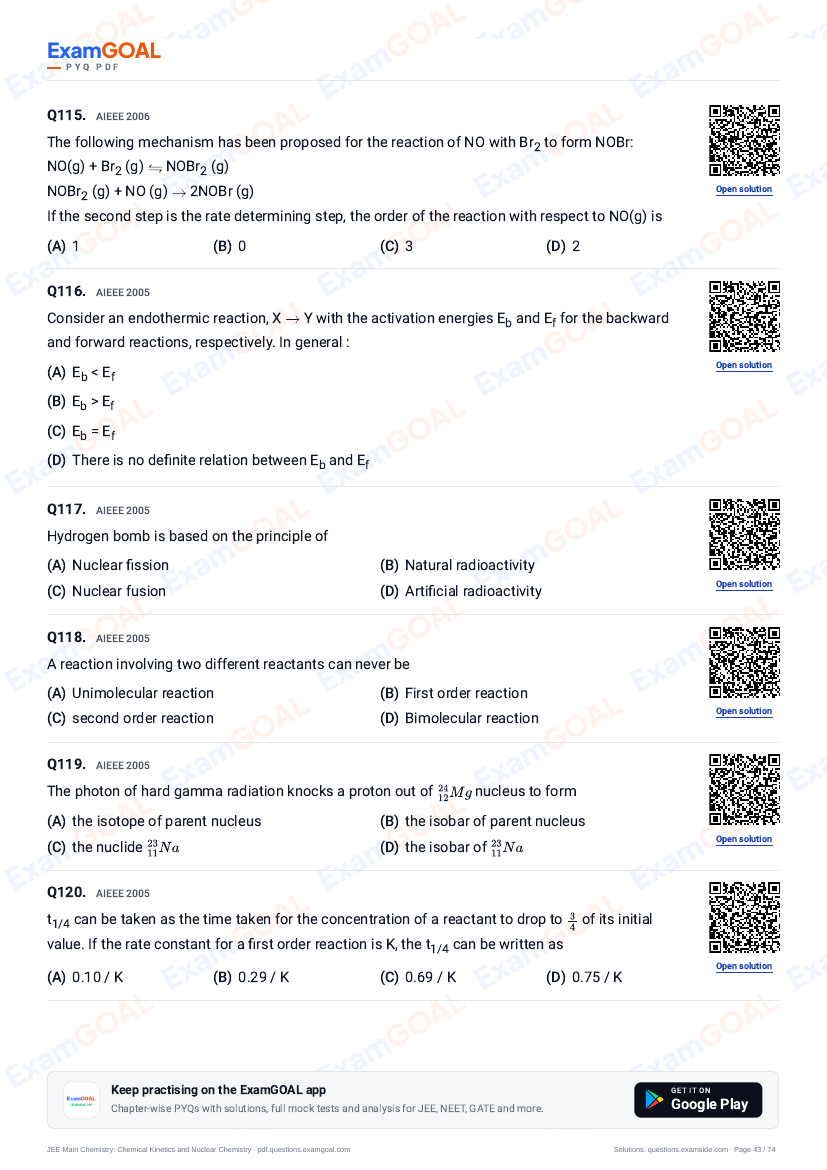 ExamGOAL
PYQ PDF
Q115. AIEEE 2006
The following mechanism has been proposed for the reaction of NO with Br2 to form NOBr:
NO(g) + Br2 (g) ⇋ NOBr2 (g)
NOBr2 (g) + NO (g) → 2NOBr (g)
If the second step is the rate determining step, the order of the reaction with respect to NO(g) is
(A) 1 (B) 0 (C) 3 (D) 2
Open solution
Q116. AIEEE 2005
Consider an endothermic reaction, X → Y with the activation energies Eb and Ef for the backward
and forward reactions, respectively. In general :
(A) Eb < Ef
(B) Eb > Ef
(C) Eb = Ef
(D) There is no definite relation between Eb and Ef
Open solution
Q117. AIEEE 2005
Hydrogen bomb is based on the principle of
(A) Nuclear fission (B) Natural radioactivity
(C) Nuclear fusion (D) Artificial radioactivity
Open solution
Q118. AIEEE 2005
A reaction involving two different reactants can never be
(A) Unimolecular reaction (B) First order reaction
(C) second order reaction (D) Bimolecular reaction
Open solution
Q119. AIEEE 2005
The photon of hard gamma radiation knocks a proton out of 24 12 Mg nucleus to form
(A) the isotope of parent nucleus (B) the isobar of parent nucleus
(C) the nuclide 23 11 Na (D) the isobar of 23 11 Na
Open solution
Q120. AIEEE 2005
t1/4 can be taken as the time taken for the concentration of a reactant to drop to 3/4 of its initial
value. If the rate constant for a first order reaction is K, the t1/4 can be written as
(A) 0.10 / K (B) 0.29 / K (C) 0.69 / K (D) 0.75 / K
Open solution
Keep practising on the ExamGOAL app
Chapter-wise PYQs with solutions, full mock tests and analysis for JEE, NEET, GATE and more.
GET IT ON
Google Play
JEE Main Chemistry: Chemical Kinetics and Nuclear Chemistry · pdf.questions.examgoal.com
Solutions: questions.examside.com · Page 43 / 74